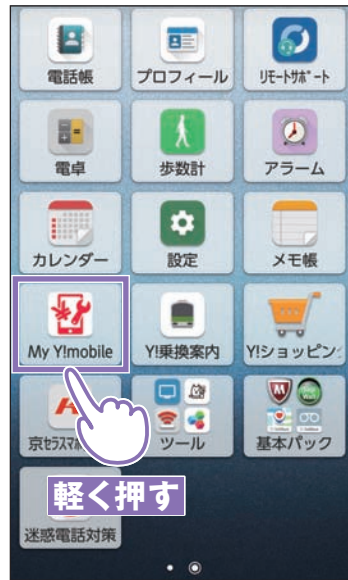 電話帳
プロフィール
リモートサポート
電卓
歩数計
アラーム
カレンダー
設定
メモ帳
My Y!mobile
Y!乗換案内
Y!ショッピン
京セラスマ
ツール
基本パック
軽く押す
迷惑電話対策